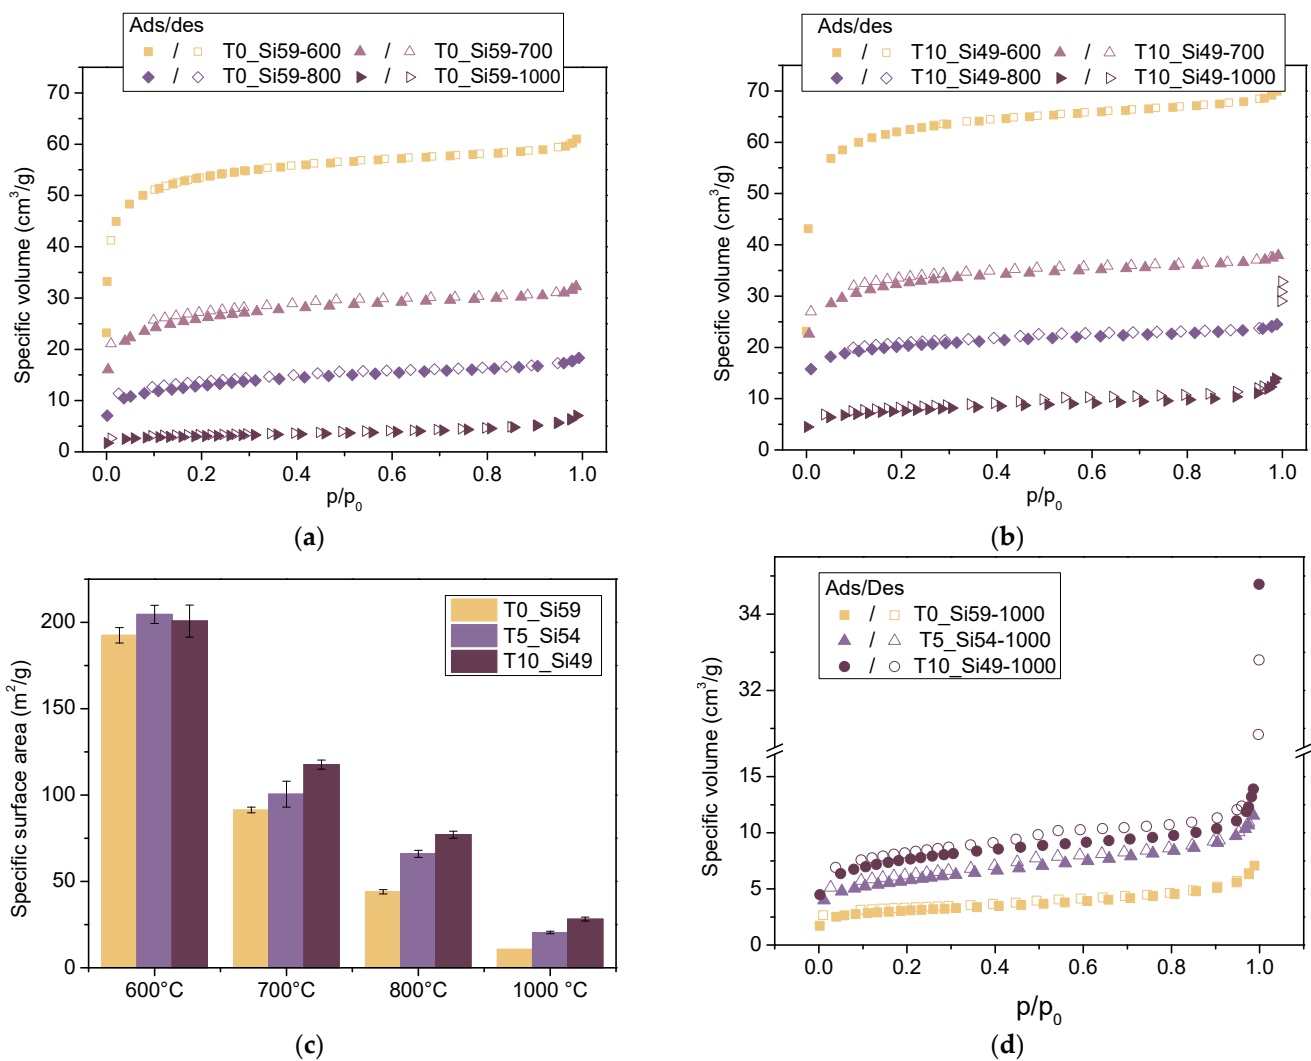 Ads/des
/ T0_Si59-600 / T0_Si59-700
/ T0_Si59-800 / T0_Si59-1000
70
60
50
40
30
20
10
0
Specific volume (cm³/g)
0.0 0.2 0.4 0.6 0.8 1.0
p/p₀
(a)
Ads/des
/ T10_Si49-600 / T10_Si49-700
/ T10_Si49-800 / T10_Si49-1000
70
60
50
40
30
20
10
0
Specific volume (cm³/g)
0.0 0.2 0.4 0.6 0.8 1.0
p/p₀
(b)
T0_Si59
T5_Si54
T10_Si49
200
150
100
50
0
Specific surface area (m²/g)
600°C 700°C 800°C 1000 °C
(c)
Ads/Des
/ T0_Si59-1000
/ T5_Si54-1000
/ T10_Si49-1000
34
32
15
10
5
0
Specific volume (cm³/g)
0.0 0.2 0.4 0.6 0.8 1.0
p/p₀
(d)